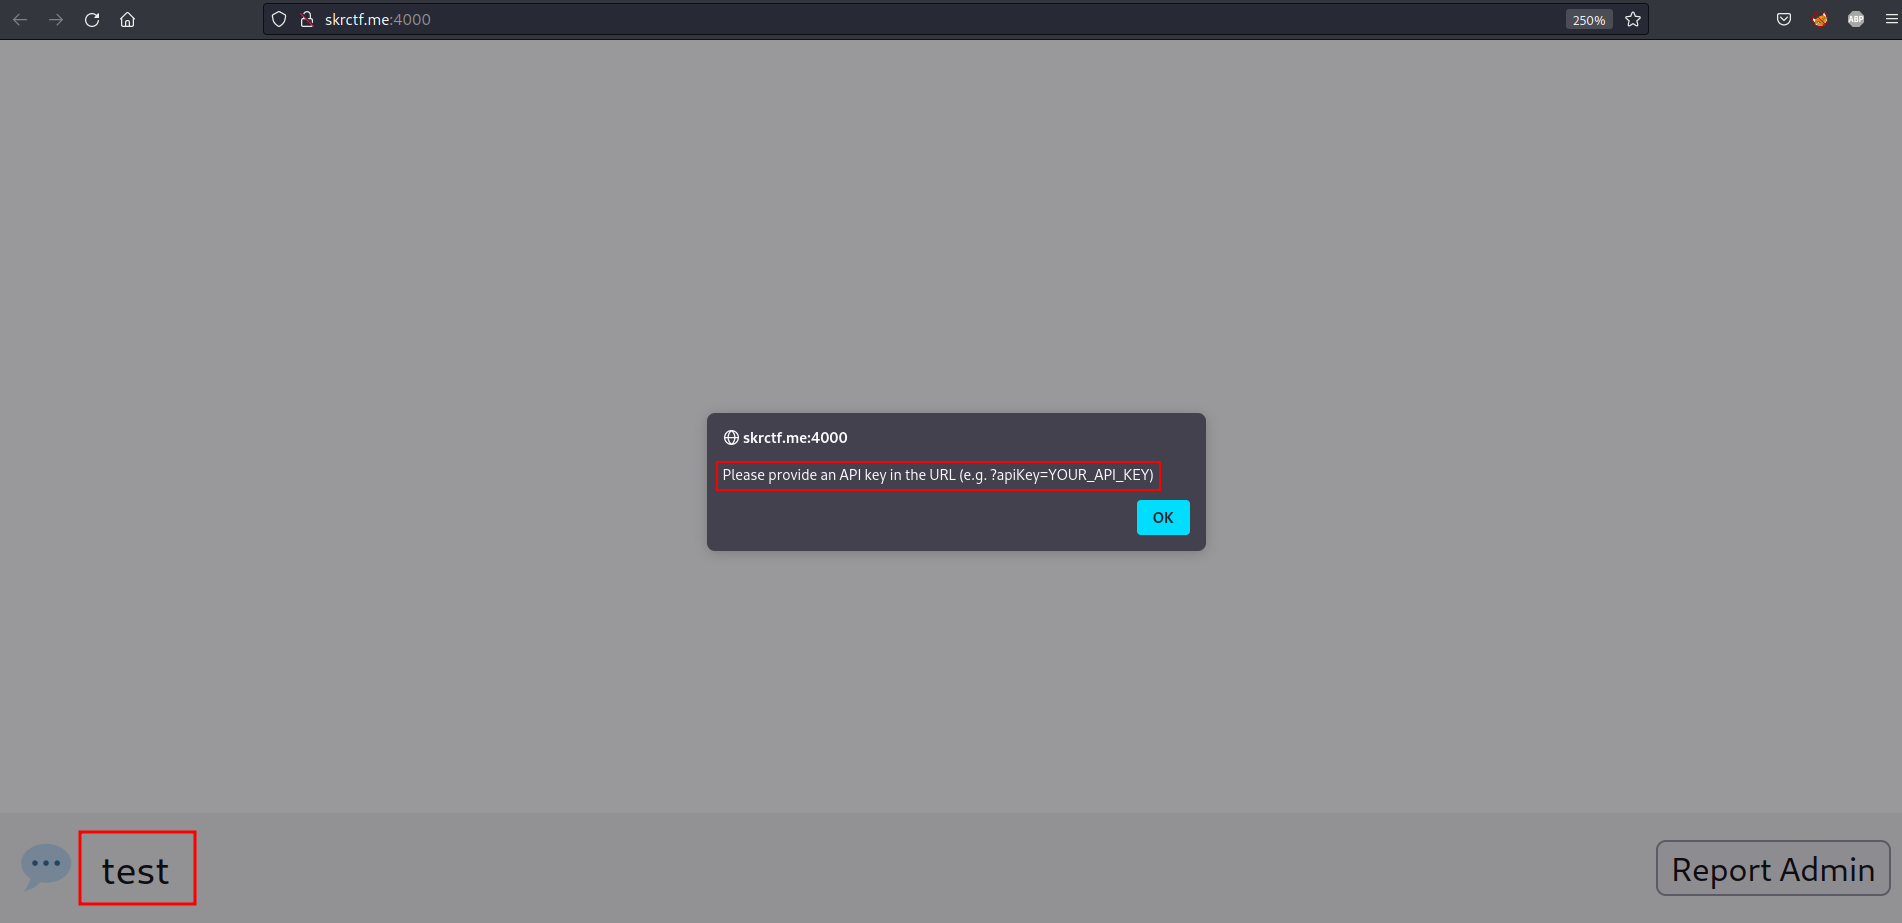 skrctf.me:4000
250%
ABP
skrctf.me:4000
Please provide an API key in the URL (e.g. ?apiKey=YOUR_API_KEY)
OK
test
Report Admin